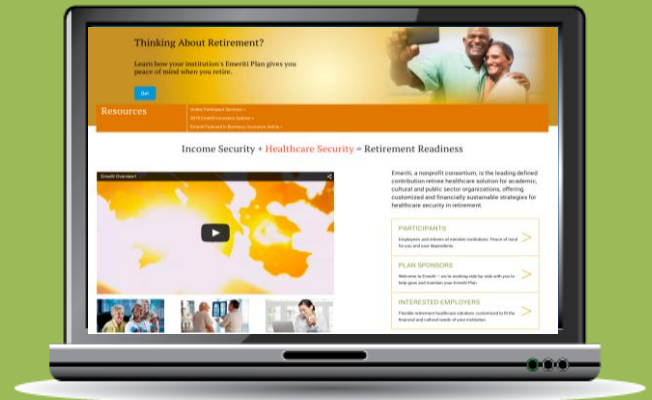 Thinking About Retirement?
Learn how your institution's Emeriti Plan gives you
peace of mind when you retire.
Go!
Resources
Online Participant Services »
Income Security + Healthcare Security = Retirement Readiness
Emeriti Overview1
Emeriti, a nonprofit consortium, is the leading defined
contribution retiree healthcare solution for academic,
cultural and public sector organizations, offering
customized and financially sustainable strategies for
healthcare security in retirement.
PARTICIPANTS
Employees and retirees of member institutions: Peace of mind
for you and your dependents.
PLAN SPONSORS
Welcome to Emeriti – we're working side by side with you to
help grow and maintain your Emeriti Plan.
INTERESTED EMPLOYERS
Flexible retirement healthcare solutions customized to fit the
financial and cultural needs of your institution.